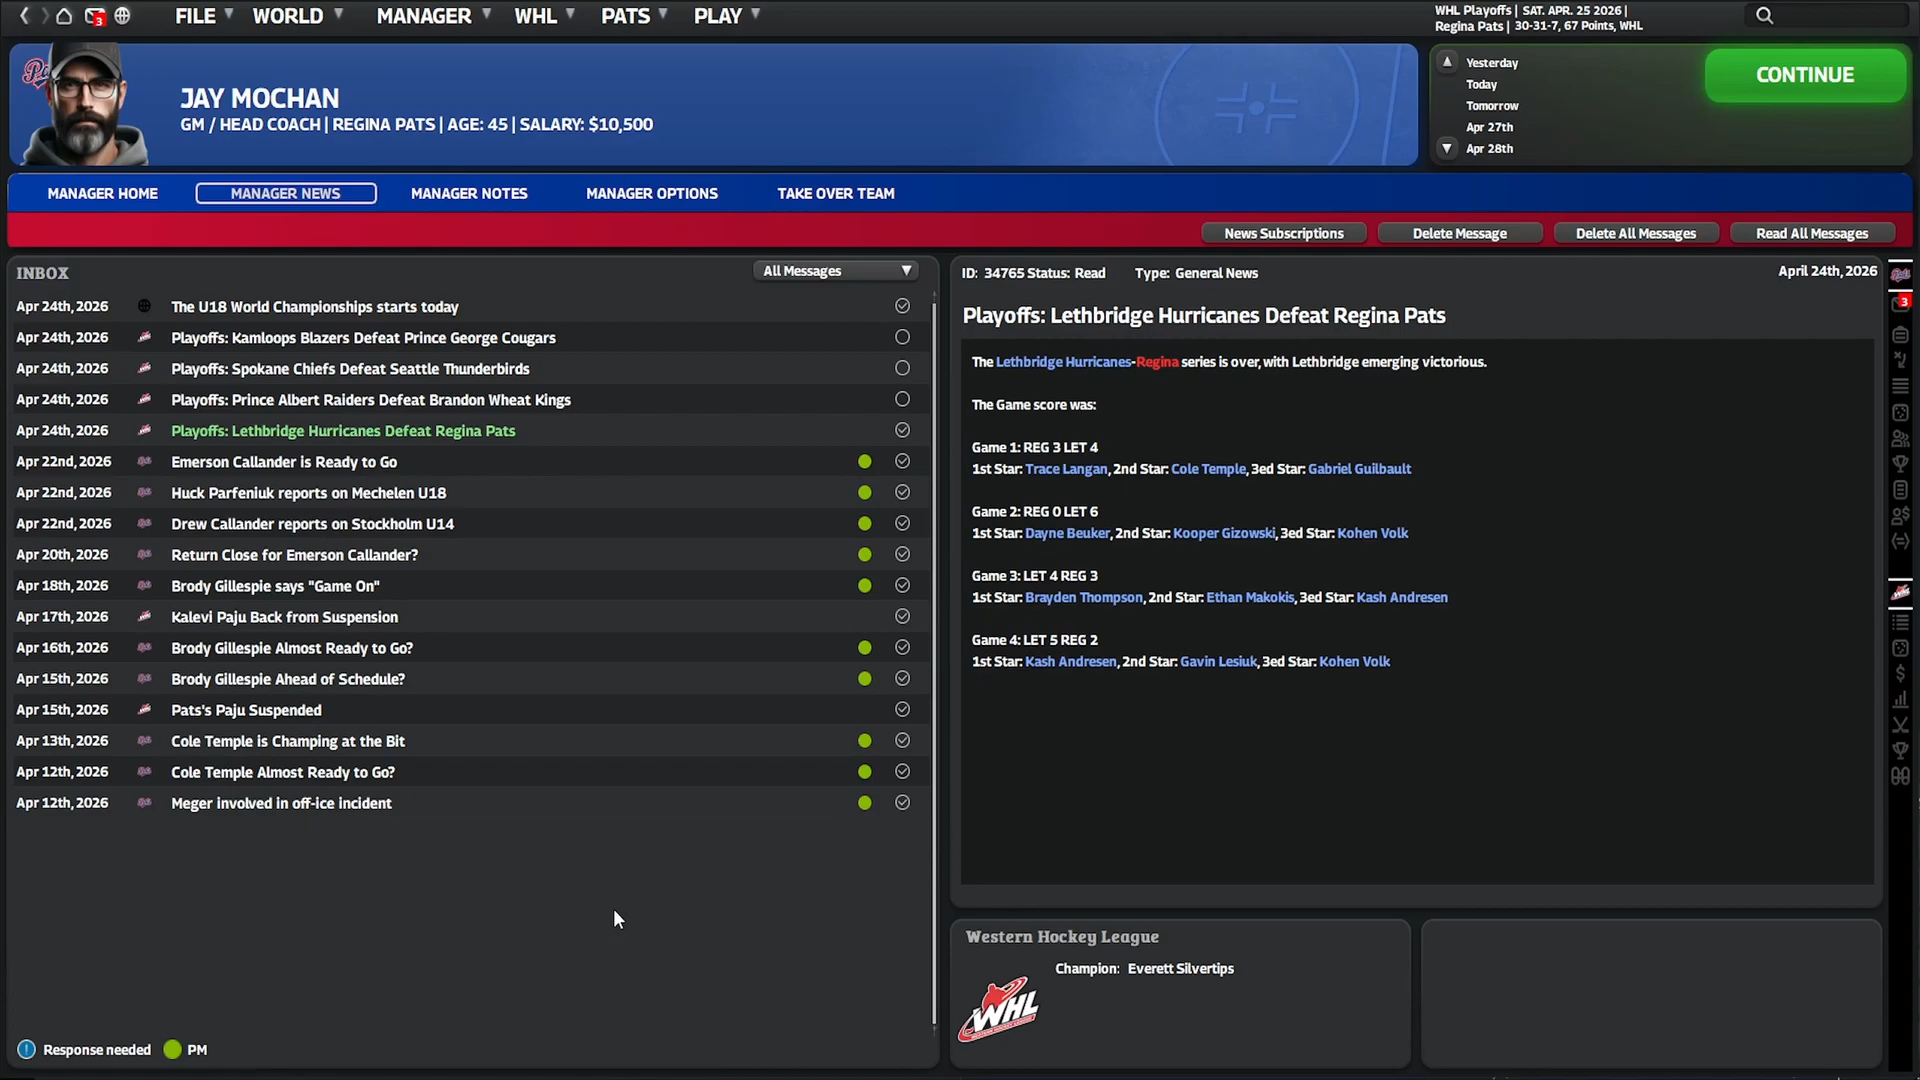 FILE WORLD MANAGER WHL PATS PLAY
3
WHL Playoffs | SAT. APR. 25 2026 |
Regina Pats | 30-31-7, 67 Points, WHL
JAY MOCHAN
GM / HEAD COACH | REGINA PATS | AGE: 45 | SALARY: $10,500
Yesterday
Today
Tomorrow
Apr 27th
Apr 28th
CONTINUE
MANAGER HOME MANAGER NEWS MANAGER NOTES MANAGER OPTIONS TAKE OVER TEAM
News Subscriptions Delete Message Delete All Messages Read All Messages
INBOX All Messages
Apr 24th, 2026 The U18 World Championships starts today
Apr 24th, 2026 Playoffs: Kamloops Blazers Defeat Prince George Cougars
Apr 24th, 2026 Playoffs: Spokane Chiefs Defeat Seattle Thunderbirds
Apr 24th, 2026 Playoffs: Prince Albert Raiders Defeat Brandon Wheat Kings
Apr 24th, 2026 Playoffs: Lethbridge Hurricanes Defeat Regina Pats
Apr 22nd, 2026 Emerson Callander is Ready to Go
Apr 22nd, 2026 Huck Parfeniuk reports on Mechelen U18
Apr 22nd, 2026 Drew Callander reports on Stockholm U14
Apr 20th, 2026 Return Close for Emerson Callander?
Apr 18th, 2026 Brody Gillespie says "Game On"
Apr 17th, 2026 Kalevi Paju Back from Suspension
Apr 16th, 2026 Brody Gillespie Almost Ready to Go?
Apr 15th, 2026 Brody Gillespie Ahead of Schedule?
Apr 15th, 2026 Pats's Paju Suspended
Apr 13th, 2026 Cole Temple is Champing at the Bit
Apr 12th, 2026 Cole Temple Almost Ready to Go?
Apr 12th, 2026 Meger involved in off-ice incident
Response needed PM
ID: 34765 Status: Read Type: General News April 24th, 2026
Playoffs: Lethbridge Hurricanes Defeat Regina Pats
The Lethbridge Hurricanes-Regina series is over, with Lethbridge emerging victorious.
The Game score was:
Game 1: REG 3 LET 4
1st Star: Trace Langan, 2nd Star: Cole Temple, 3ed Star: Gabriel Guilbault
Game 2: REG 0 LET 6
1st Star: Dayne Beuker, 2nd Star: Kooper Gizowski, 3ed Star: Kohen Volk
Game 3: LET 4 REG 3
1st Star: Brayden Thompson, 2nd Star: Ethan Makokis, 3ed Star: Kash Andresen
Game 4: LET 5 REG 2
1st Star: Kash Andresen, 2nd Star: Gavin Lesiuk, 3ed Star: Kohen Volk
Western Hockey League
Champion: Everett Silvertips
WHL
3